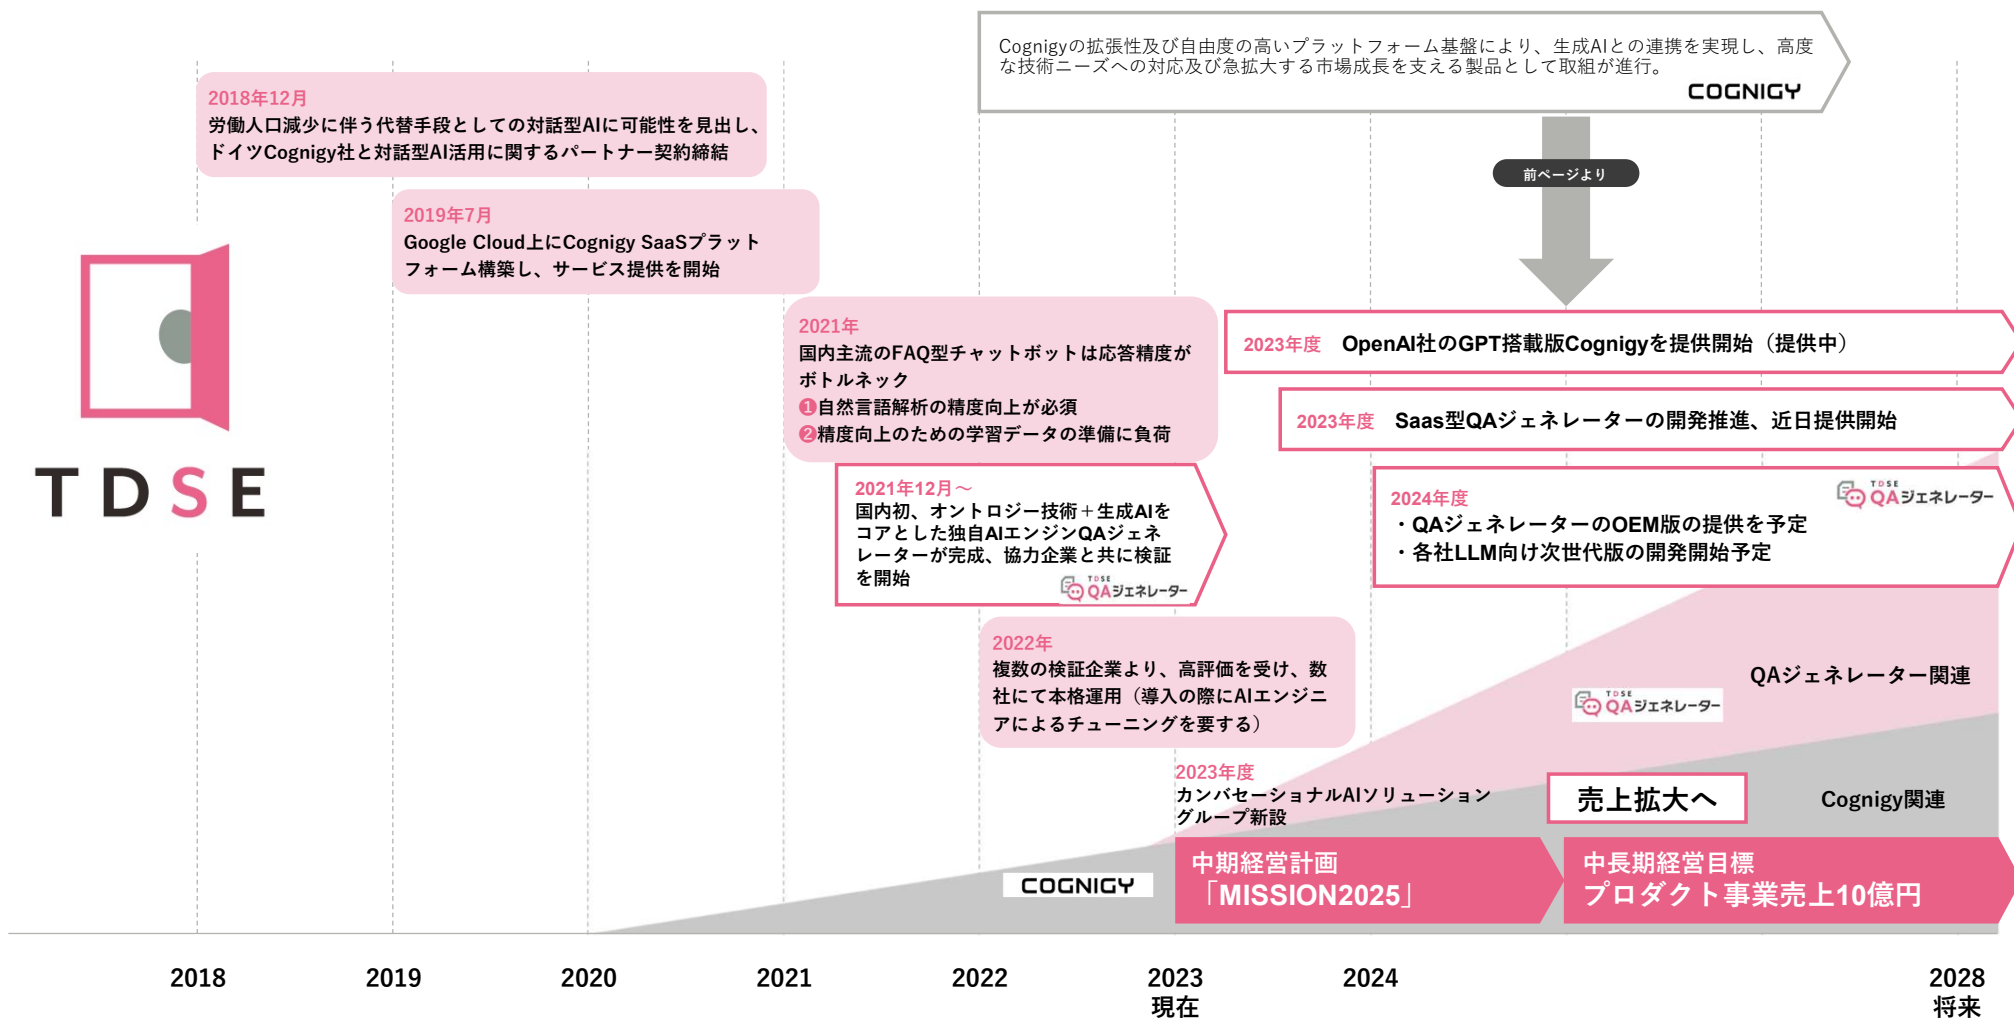 Cognigyの拡張性及び自由度の高いプラットフォーム基盤により、生成AIとの連携を実現し、高度
な技術ニーズへの対応及び急拡大する市場成長を支える製品として取組が進行。
COGNIGY
前ページより
2018年12月
労働人口減少に伴う代替手段としての対話型AIに可能性を見出し、
ドイツCognigy社と対話型AI活用に関するパートナー契約締結
2019年7月
Google Cloud上にCognigy SaaSプラット
フォーム構築し、サービス提供を開始
TDSE
2021年
国内主流のFAQ型チャットボットは応答精度が
ボトルネック
❶自然言語解析の精度向上が必須
❷精度向上のための学習データの準備に負荷
2023年度 OpenAI社のGPT搭載版Cognigyを提供開始（提供中）
2023年度 Saas型QAジェネレーターの開発推進、近日提供開始
2021年12月～
国内初、オントロジー技術＋生成AIを
コアとした独自AIエンジンQAジェネ
レーターが完成、協力企業と共に検証
を開始
TDSE
QAジェネレーター
2024年度
・QAジェネレーターのOEM版の提供を予定
・各社LLM向け次世代版の開発開始予定
TDSE
QAジェネレーター
2022年
複数の検証企業より、高評価を受け、数
社にて本格運用（導入の際にAIエンジニ
アによるチューニングを要する）
QAジェネレーター関連
TDSE
QAジェネレーター
2023年度
カンバセーショナルAIソリューション
グループ新設
売上拡大へ
Cognigy関連
COGNIGY
中期経営計画
「MISSION2025」
中長期経営目標
プロダクト事業売上10億円
2018
2019
2020
2021
2022
2023
現在
2024
2028
将来